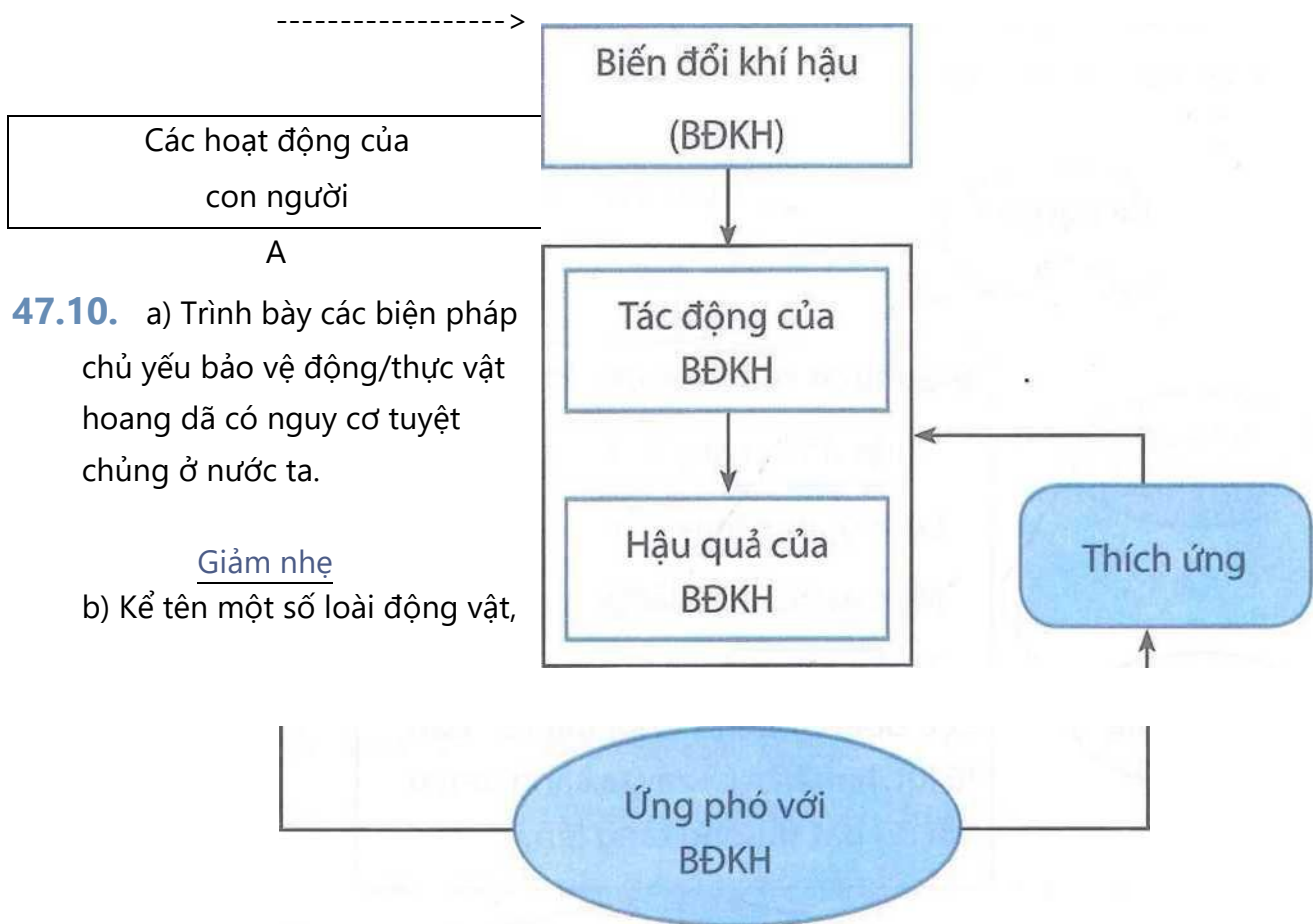 ------------------>
Biến đổi khí hậu
(BĐKH)
Các hoạt động của
con người
A
47.10. a) Trình bày các biện pháp
chủ yếu bảo vệ động/thực vật
hoang dã có nguy cơ tuyệt
chủng ở nước ta.
Giảm nhẹ
b) Kể tên một số loài động vật,
Tác động của
BĐKH
Hậu quả của
BĐKH
Thích ứng
Ứng phó với
BĐKH